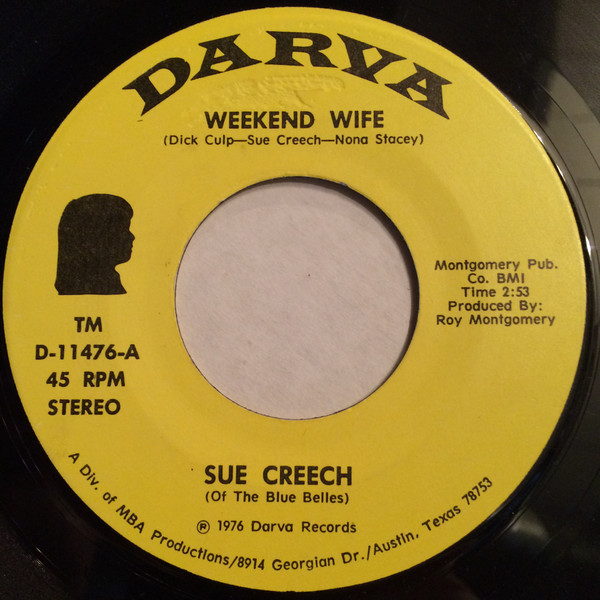 DARVA
WEEKEND WIFE
(Dick Culp—Sue Creech—Nona Stacey)
Montgomery Pub.
Co. BMI
Time 2:53
Produced By:
Roy Montgomery
TM
D-11476-A
45 RPM
STEREO
SUE CREECH
(Of The Blue Belles)
℗ 1976 Darva Records
A Div. of MBA Productions/8914 Georgian Dr./Austin, Texas 78753